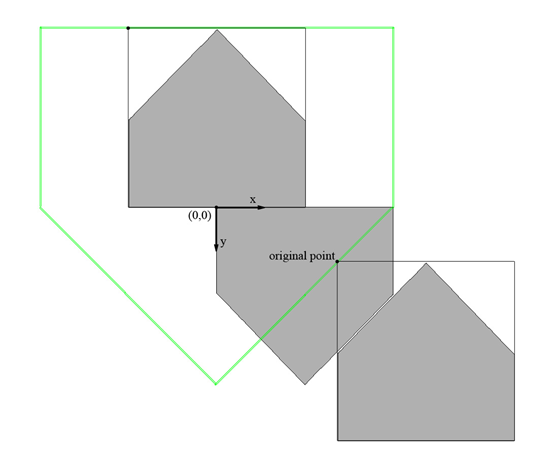 x
(0,0)
y
original point